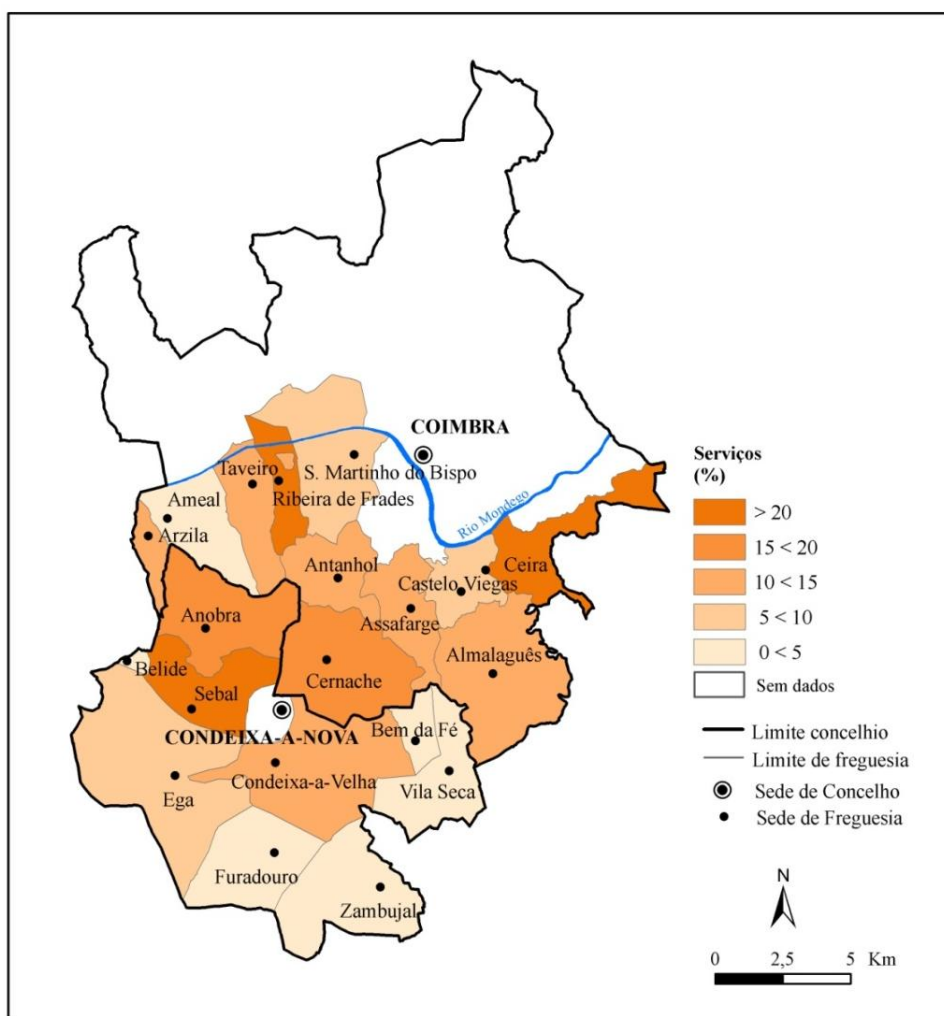 COIMBRA
Taveiro
S. Martinho do Bispo
Ribeira de Frades
Ameal
Arzila
Rio Mondego
Antanhol
Castelo Viegas
Ceira
Assafarge
Anobra
Almalaguês
Belide
Cernache
Sebal
Bem da Fé
CONDEIXA-A-NOVA
Condeixa-a-Velha
Vila Seca
Ega
Furadouro
Zambujal
Serviços
(%)
> 20
15 < 20
10 < 15
5 < 10
0 < 5
Sem dados
Limite concelhio
Limite de freguesia
Sede de Concelho
Sede de Freguesia
N
0 2,5 5 Km